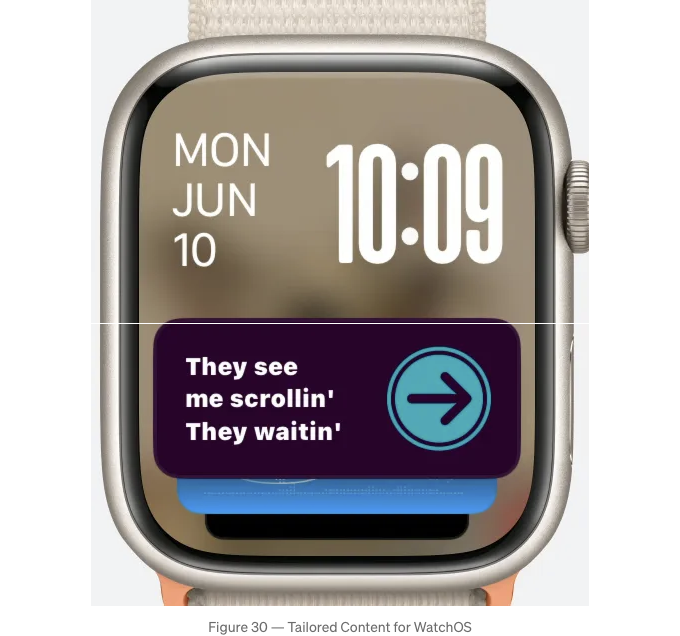 MON
JUN
10
10:09
They see
me scrollin'
They waitin'
Figure 30 — Tailored Content for WatchOS